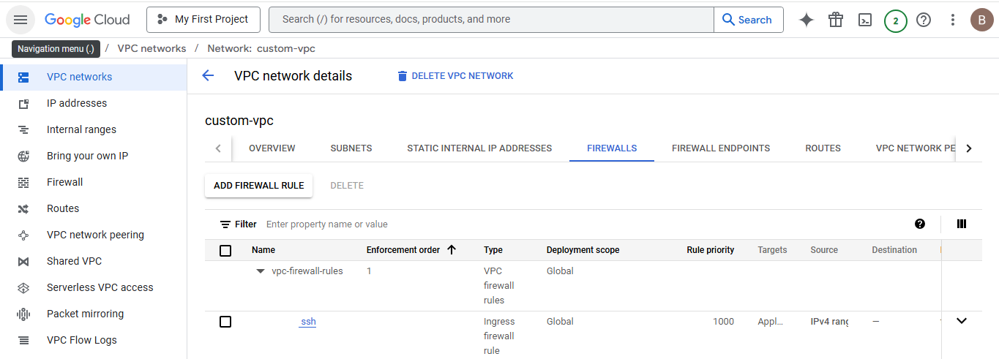 Google Cloud My First Project Search (/) for resources, docs, products, and more Search 2 ? B
Navigation menu (.) / VPC networks / Network: custom-vpc
VPC networks
IP addresses
Internal ranges
Bring your own IP
Firewall
Routes
VPC network peering
Shared VPC
Serverless VPC access
Packet mirroring
VPC Flow Logs
VPC network details DELETE VPC NETWORK
custom-vpc
OVERVIEW SUBNETS STATIC INTERNAL IP ADDRESSES FIREWALLS FIREWALL ENDPOINTS ROUTES VPC NETWORK PE
ADD FIREWALL RULE DELETE
Filter Enter property name or value ?
Name Enforcement order Type Deployment scope Rule priority Targets Source Destination
vpc-firewall-rules 1 VPC firewall rules Global
ssh Ingress firewall rule Global 1000 Appl... IPv4 rang —